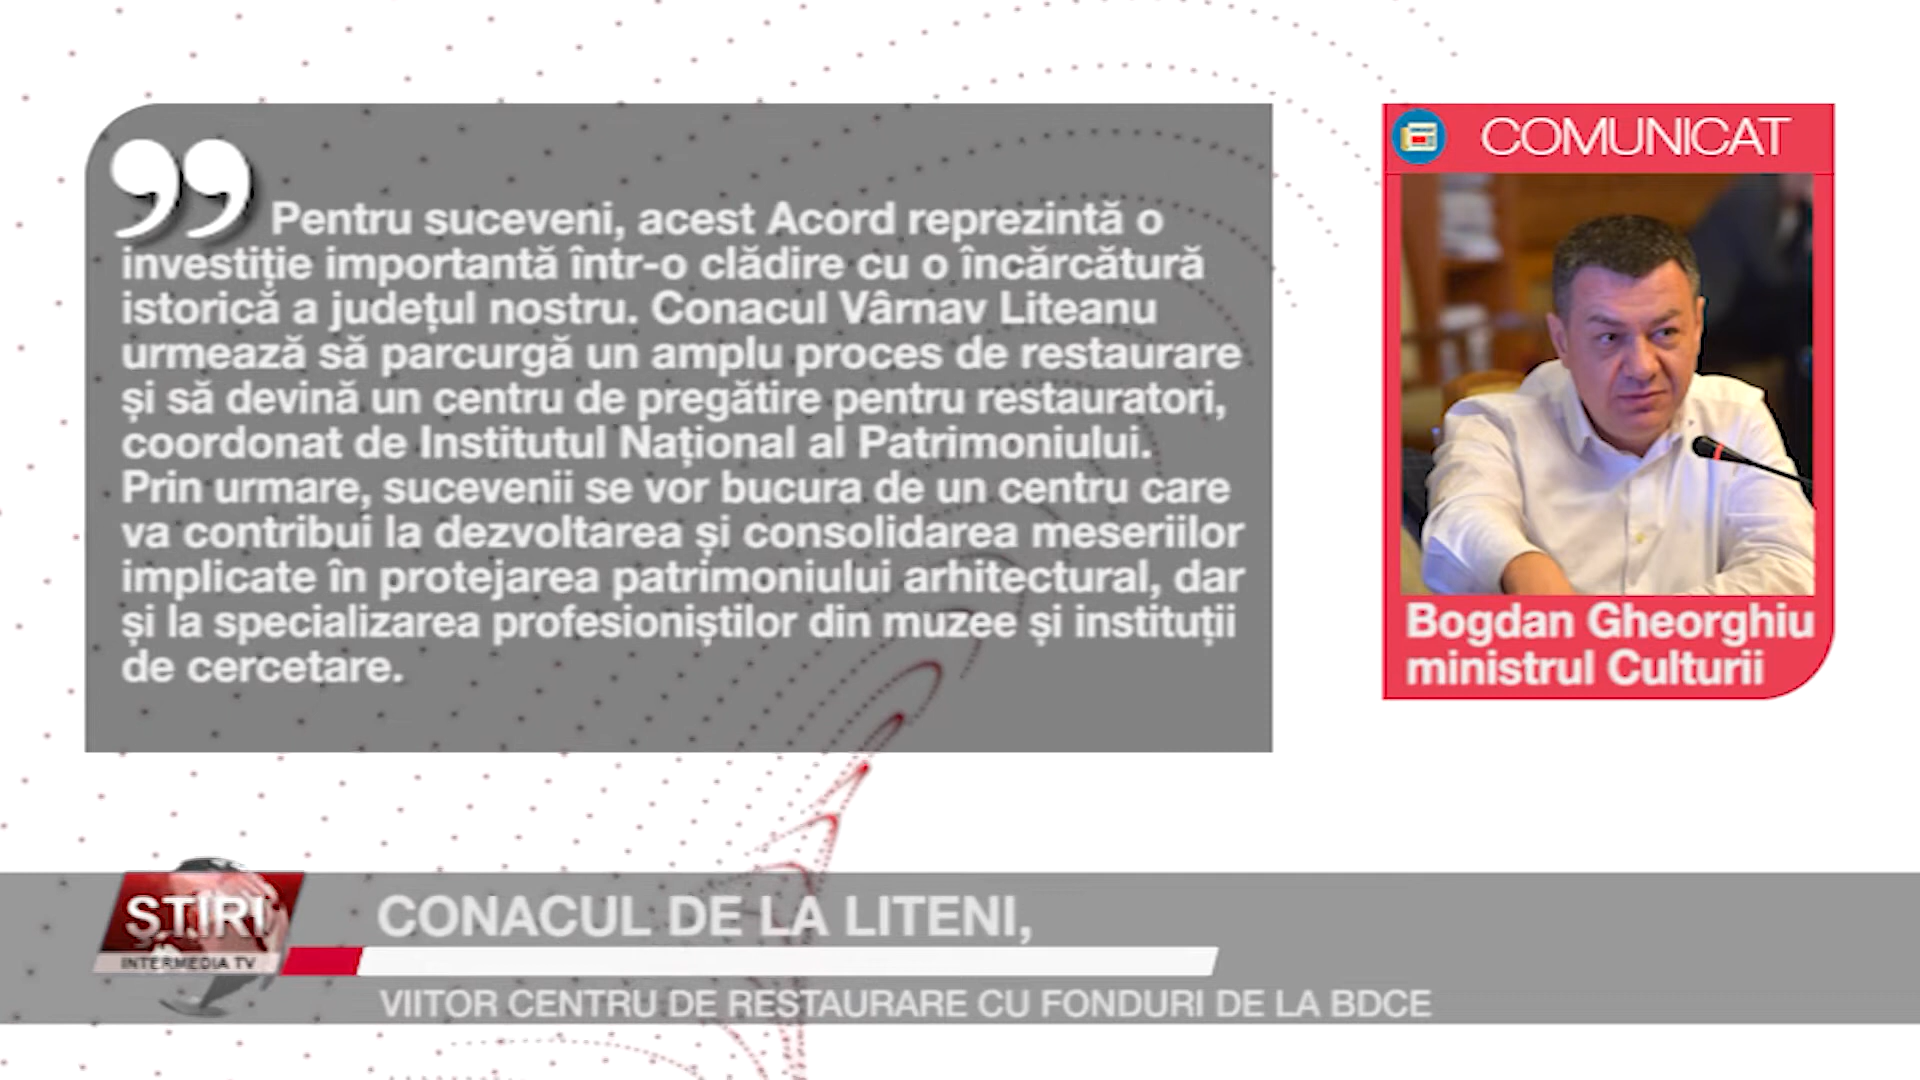 COMUNICAT
” Pentru suceveni, acest Acord reprezintă o
investiție importantă într-o clădire cu o încărcătură
istorică a județul nostru. Conacul Vârnav Liteanu
urmează să parcurgă un amplu proces de restaurare
și să devină un centru de pregătire pentru restauratori,
coordonat de Institutul Național al Patrimoniului.
Prin urmare, sucevenii se vor bucura de un centru care
va contribui la dezvoltarea și consolidarea meseriilor
implicate în protejarea patrimoniului arhitectural, dar
și la specializarea profesioniștilor din muzee și instituții
de cercetare.
Bogdan Gheorghiu
ministrul Culturii
ȘTIRI
INTERMEDIA TV
CONACUL DE LA LITENI,
VIITOR CENTRU DE RESTAURARE CU FONDURI DE LA BDCE